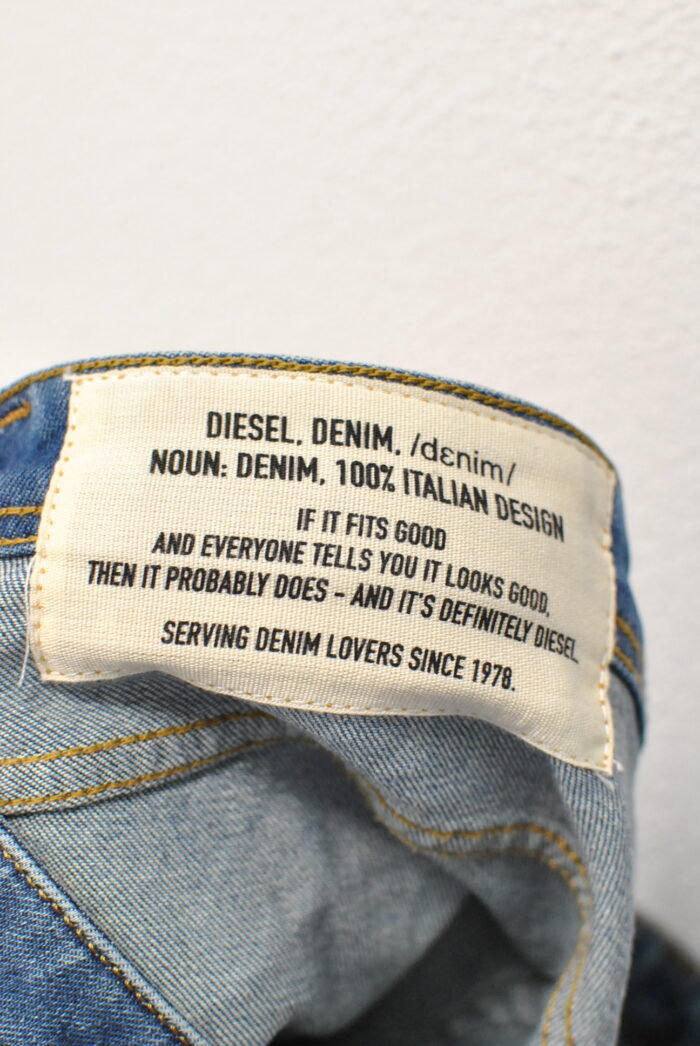 DIESEL. DENIM. /dɛnim/
NOUN: DENIM, 100% ITALIAN DESIGN
IF IT FITS GOOD
AND EVERYONE TELLS YOU IT LOOKS GOOD,
THEN IT PROBABLY DOES - AND IT'S DEFINITELY DIESEL.
SERVING DENIM LOVERS SINCE 1978.